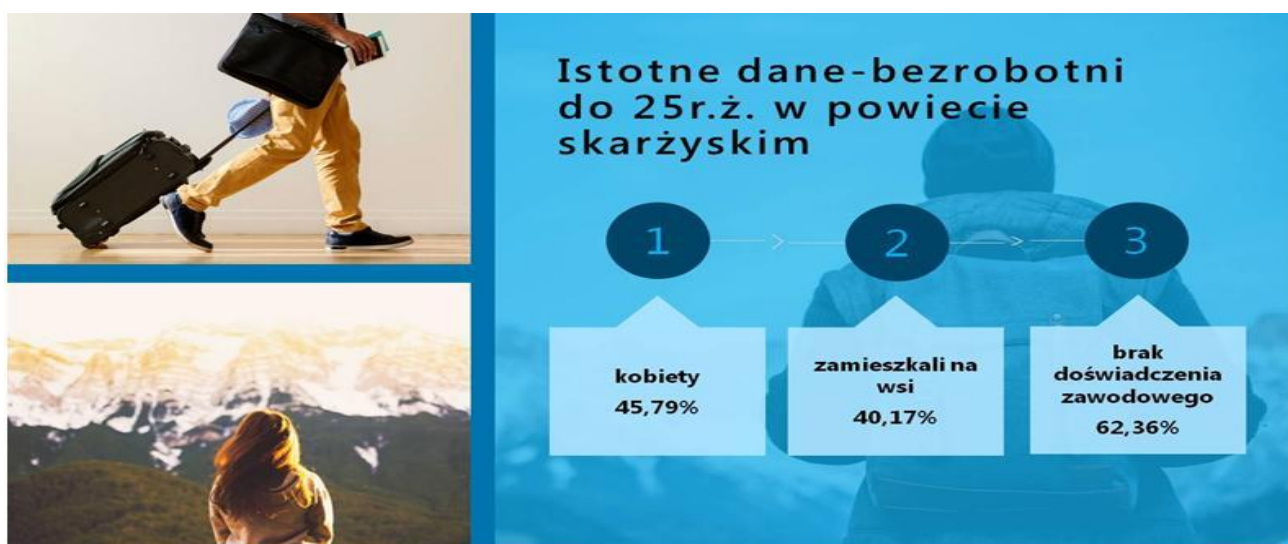 Istotne dane-bezrobotni
do 25r.ż. w powiecie
skarżyskim
1
2
3
kobiety
45,79%
zamieszkali na
wsi
40,17%
brak
doświadczenia
zawodowego
62,36%